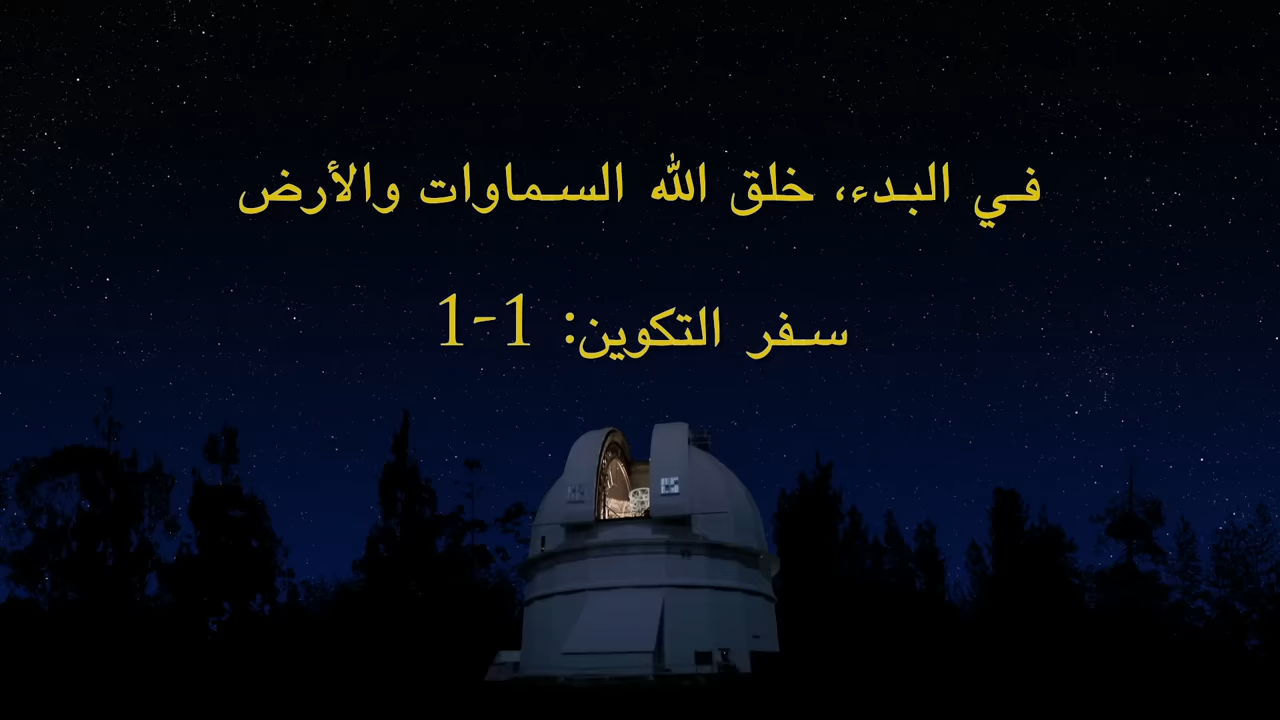 في البدء، خلق الله السماوات والأرض
سفر التكوين: 1-1